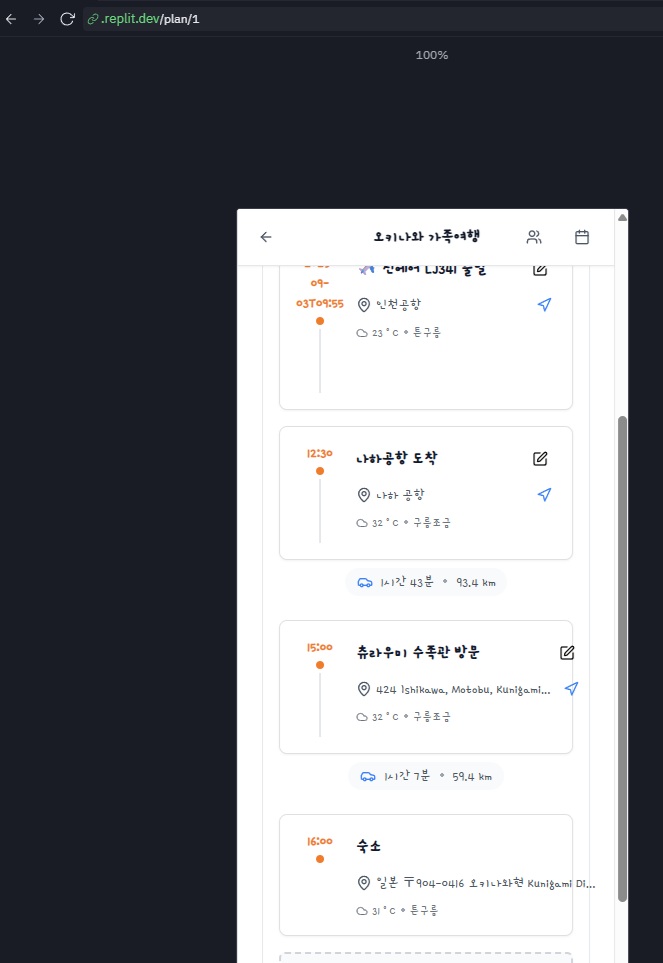 .replit.dev/plan/1
100%
오키나와 가족여행
09-
03T09:55
진에어 LJ341 출발
인천공항
23°C • 튼구름
12:30
나하공항 도착
나하 공항
32°C • 구름조금
1시간 43분 • 93.4 km
15:00
츄라우미 수족관 방문
424 Ishikawa, Motobu, Kunigami...
32°C • 구름조금
1시간 7분 • 59.4 km
16:00
숙소
일본 〒904-0416 오키나와현 Kunigami Di...
31°C • 튼구름